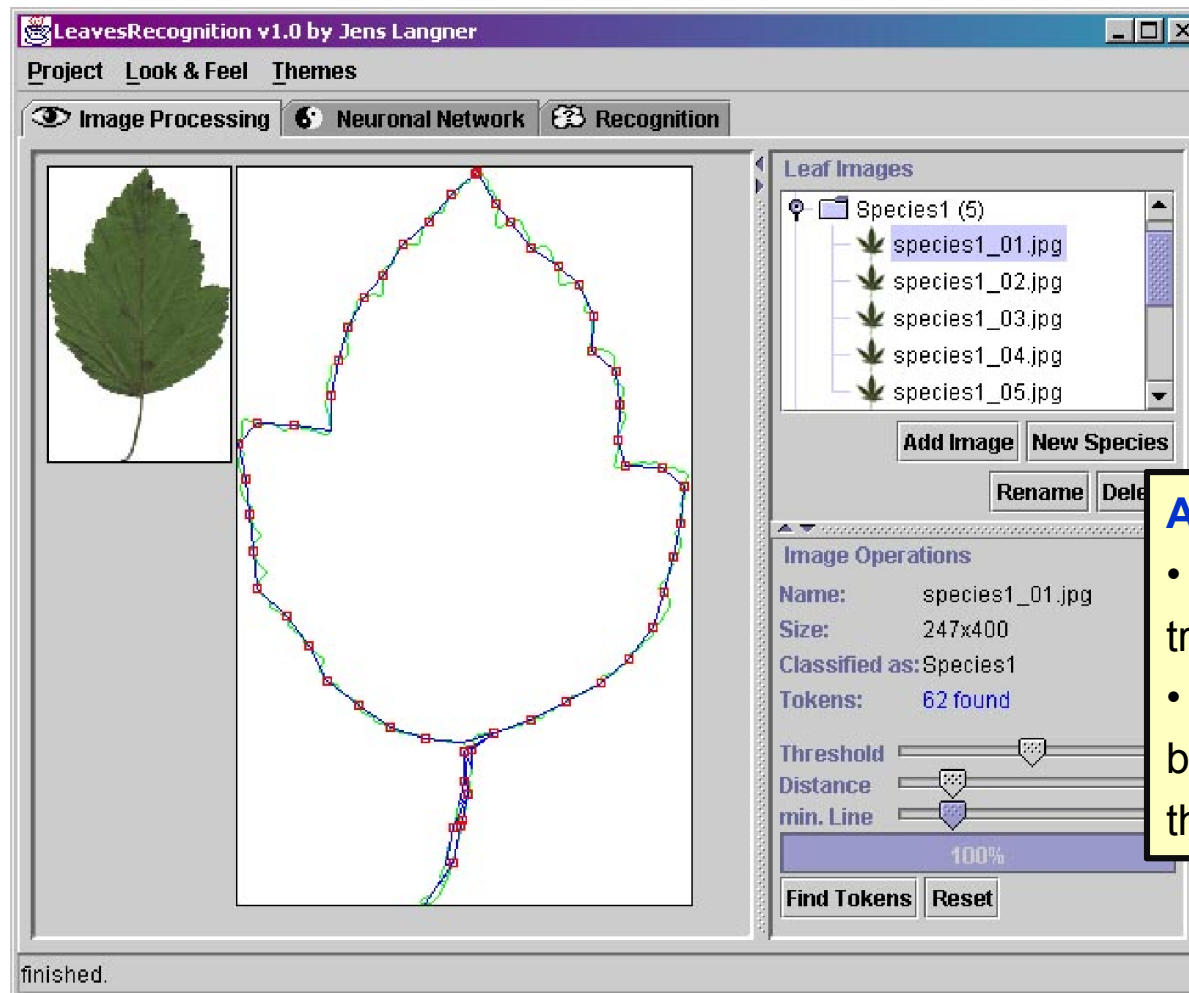 LeavesRecognition v1.0 by Jens Langner
Project Look & Feel Themes
Image Processing Neuronal Network Recognition
Leaf Images
Species1 (5)
species1_01.jpg
species1_02.jpg
species1_03.jpg
species1_04.jpg
species1_05.jpg
Add Image New Species
Rename
Image Operations
Name: species1_01.jpg
Size: 247x400
Classified as: Species1
Tokens: 62 found
Threshold
Distance
min. Line
100%
Find Tokens Reset
finished.